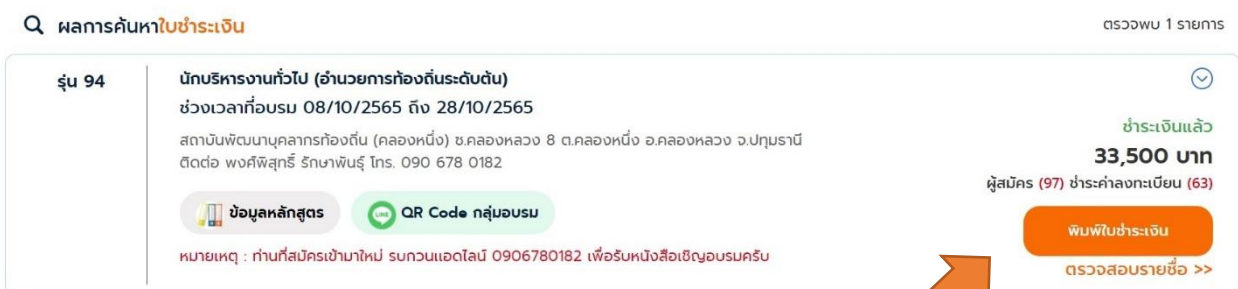 ผลการค้นหาใบชำระเงิน
ตรวจพบ 1 รายการ
รุ่น 94
นักบริหารงานทั่วไป (อำนวยการท้องถิ่นระดับต้น)
ช่วงเวลาที่อบรม 08/10/2565 ถึง 28/10/2565
สถาบันพัฒนาบุคลากรท้องถิ่น (คลองหนึ่ง) ซ.คลองหลวง 8 ต.คลองหนึ่ง อ.คลองหลวง จ.ปทุมธานี
ติดต่อ พงศ์พิสุทธิ์ รักษาพันธุ์ โทร. 090 678 0182
ชำระเงินแล้ว
33,500 บาท
ผู้สมัคร (97) ชำระค่าลงทะเบียน (63)
ข้อมูลหลักสูตร
LINE
QR Code กลุ่มอบรม
พิมพ์ใบชำระเงิน
หมายเหตุ : ท่านที่สมัครเข้ามาใหม่ รบกวนแอดไลน์ 0906780182 เพื่อรับหนังสือเชิญอบรมครับ
ตรวจสอบรายชื่อ >>